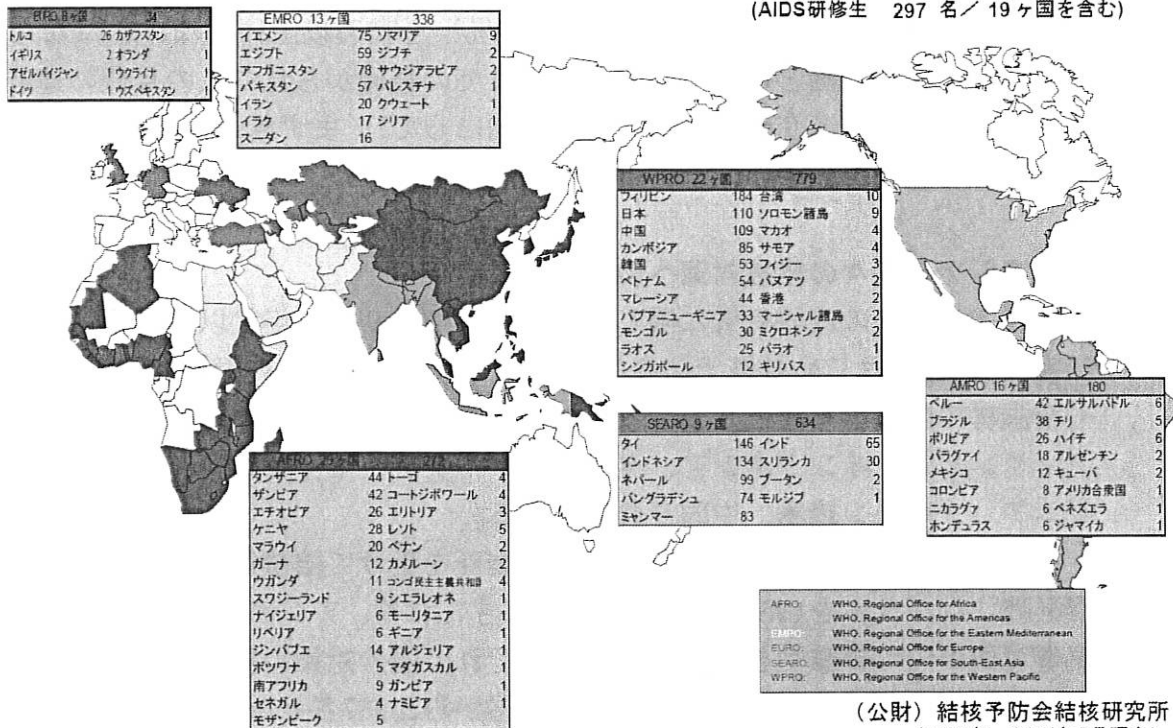 (AIDS研修生 297 名／ 19ヶ国を含む)
8ヶ国 34
トルコ 26 カザフスタン 1
イギリス 2 オランダ 1
アゼルバイジャン 1 ウクライナ 1
ドイツ 1 ウズベキスタン 1
EMRO 13ヶ国 338
イエメン 75 ソマリア 9
エジプト 59 ジブチ 2
アフガニスタン 78 サウジアラビア 2
パキスタン 57 パレスチナ 1
イラン 20 クウェート 1
イラク 17 シリア 1
スーダン 16
WPRO 22ヶ国 779
フィリピン 184 台湾 10
日本 110 ソロモン諸島 9
中国 109 マカオ 4
カンボジア 85 サモア 4
韓国 53 フィジー 3
ベトナム 54 バヌアツ 2
マレーシア 44 香港 2
パプアニューギニア 33 マーシャル諸島 2
モンゴル 30 ミクロネシア 2
ラオス 25 パラオ 1
シンガポール 12 キリバス 1
AMRO 16ヶ国 180
ペルー 42 エルサルバドル 6
ブラジル 38 チリ 5
ボリビア 26 ハイチ 6
パラグァイ 18 アルゼンチン 2
メキシコ 12 キューバ 2
コロンビア 8 アメリカ合衆国 1
ニカラグァ 6 ベネズエラ 1
ホンデュラス 6 ジャマイカ 1
SEARO 9ヶ国 634
タイ 146 インド 65
インドネシア 134 スリランカ 30
ネパール 99 ブータン 2
バングラデシュ 74 モルジブ 1
ミャンマー 83
AFRO ヶ国
タンザニア 44 トーゴ 4
ザンビア 42 コートジボワール 4
エチオピア 26 エリトリア 3
ケニヤ 28 レソト 5
マラウイ 20 ベナン 2
ガーナ 12 カメルーン 2
ウガンダ 11 コンゴ民主主義共和国 4
スワジーランド 9 シエラレオネ 1
ナイジェリア 6 モーリタニア 1
リベリア 6 ギニア 1
ジンバブエ 14 アルジェリア 1
ボツワナ 5 マダガスカル 1
南アフリカ 9 ガンビア 1
セネガル 4 ナミビア 1
モザンビーク 5
AFRO: WHO, Regional Office for Africa
WHO, Regional Office for the Americas
EMRO: WHO, Regional Office for the Eastern Mediterranean
EURO: WHO, Regional Office for Europe
SEARO: WHO, Regional Office for South-East Asia
WPRO: WHO, Regional Office for the Western Pacific
(公財) 結核予防会結核研究所